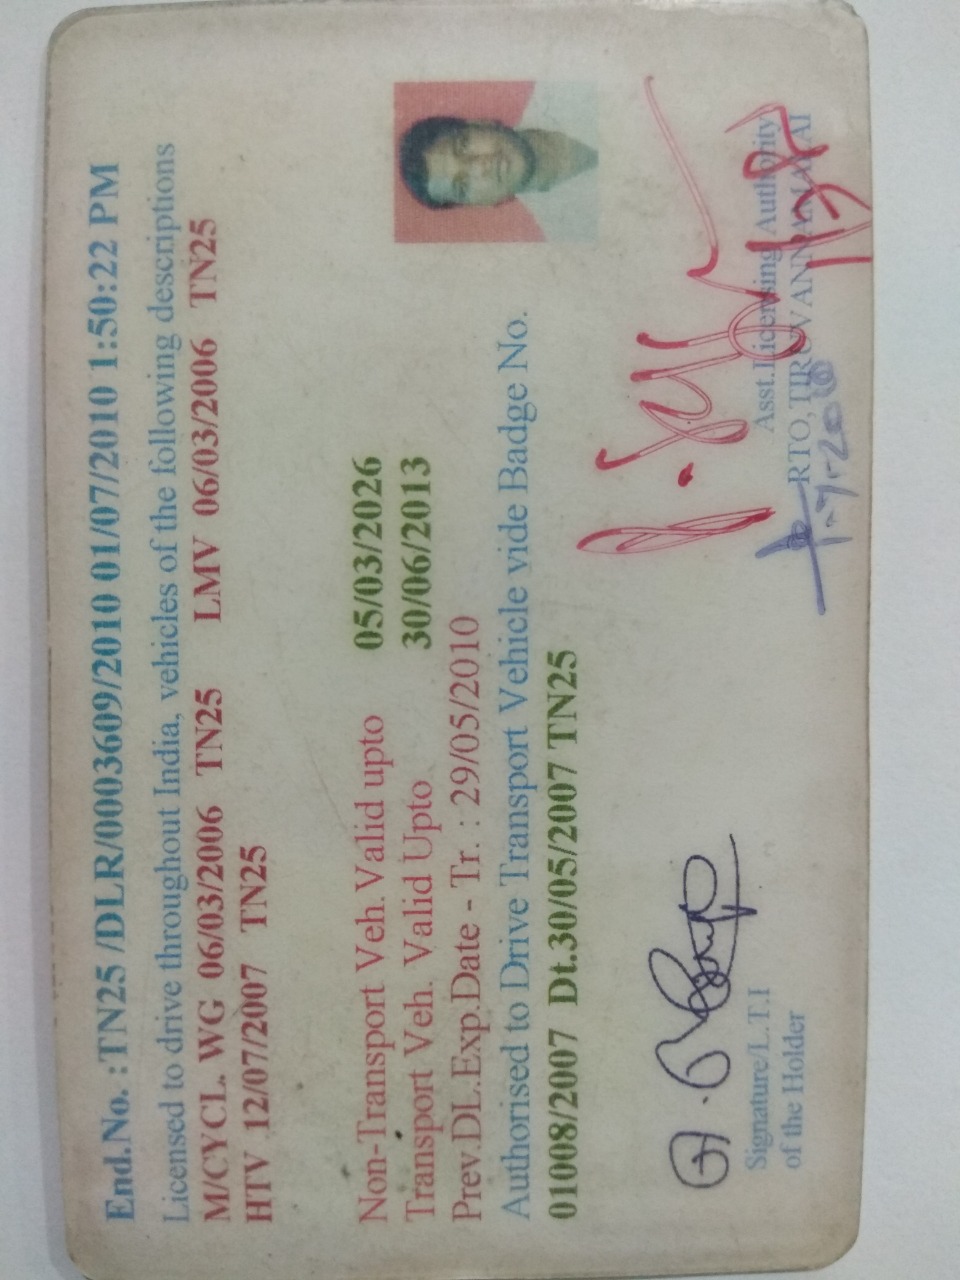 End.No. : TN25 /DLR/0003609/2010 01/07/2010 1:50:22 PM
Licensed to drive throughout India, vehicles of the following descriptions
M/CYCL. WG 06/03/2006 TN25 LMV 06/03/2006 TN25
HTV 12/07/2007 TN25
Non-Transport Veh.Valid upto 05/03/2026
Transport Veh. Valid Upto 30/06/2013
Prev.DL.Exp.Date - Tr. : 29/05/2010
Authorised to Drive Transport Vehicle vide Badge No.
01008/2007 Dt.30/05/2007 TN25
Signature/L.T.I
of the Holder
Asst.Licensing Authority
RTO, TIRUVANNAMALAI